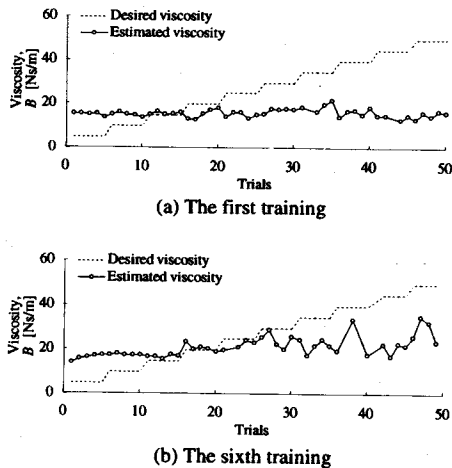 Desired viscosity
Estimated viscosity
Viscosity,
B [Ns/m]
60
40
20
0
0 10 20 30 40 50
Trials
(a) The first training
Desired viscosity
Estimated viscosity
Viscosity,
B [Ns/m]
60
40
20
0
0 10 20 30 40 50
Trials
(b) The sixth training